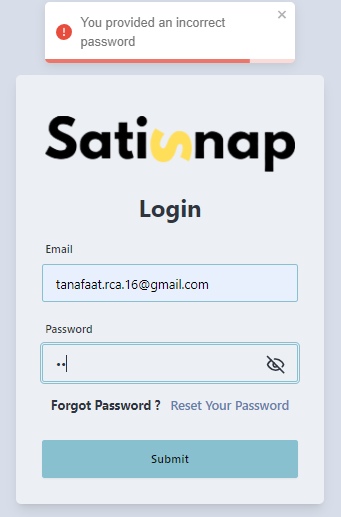 You provided an incorrect
password
Satisnap
Login
Email
tanafaat.rca.16@gmail.com
Password
••
Forgot Password ? Reset Your Password
Submit